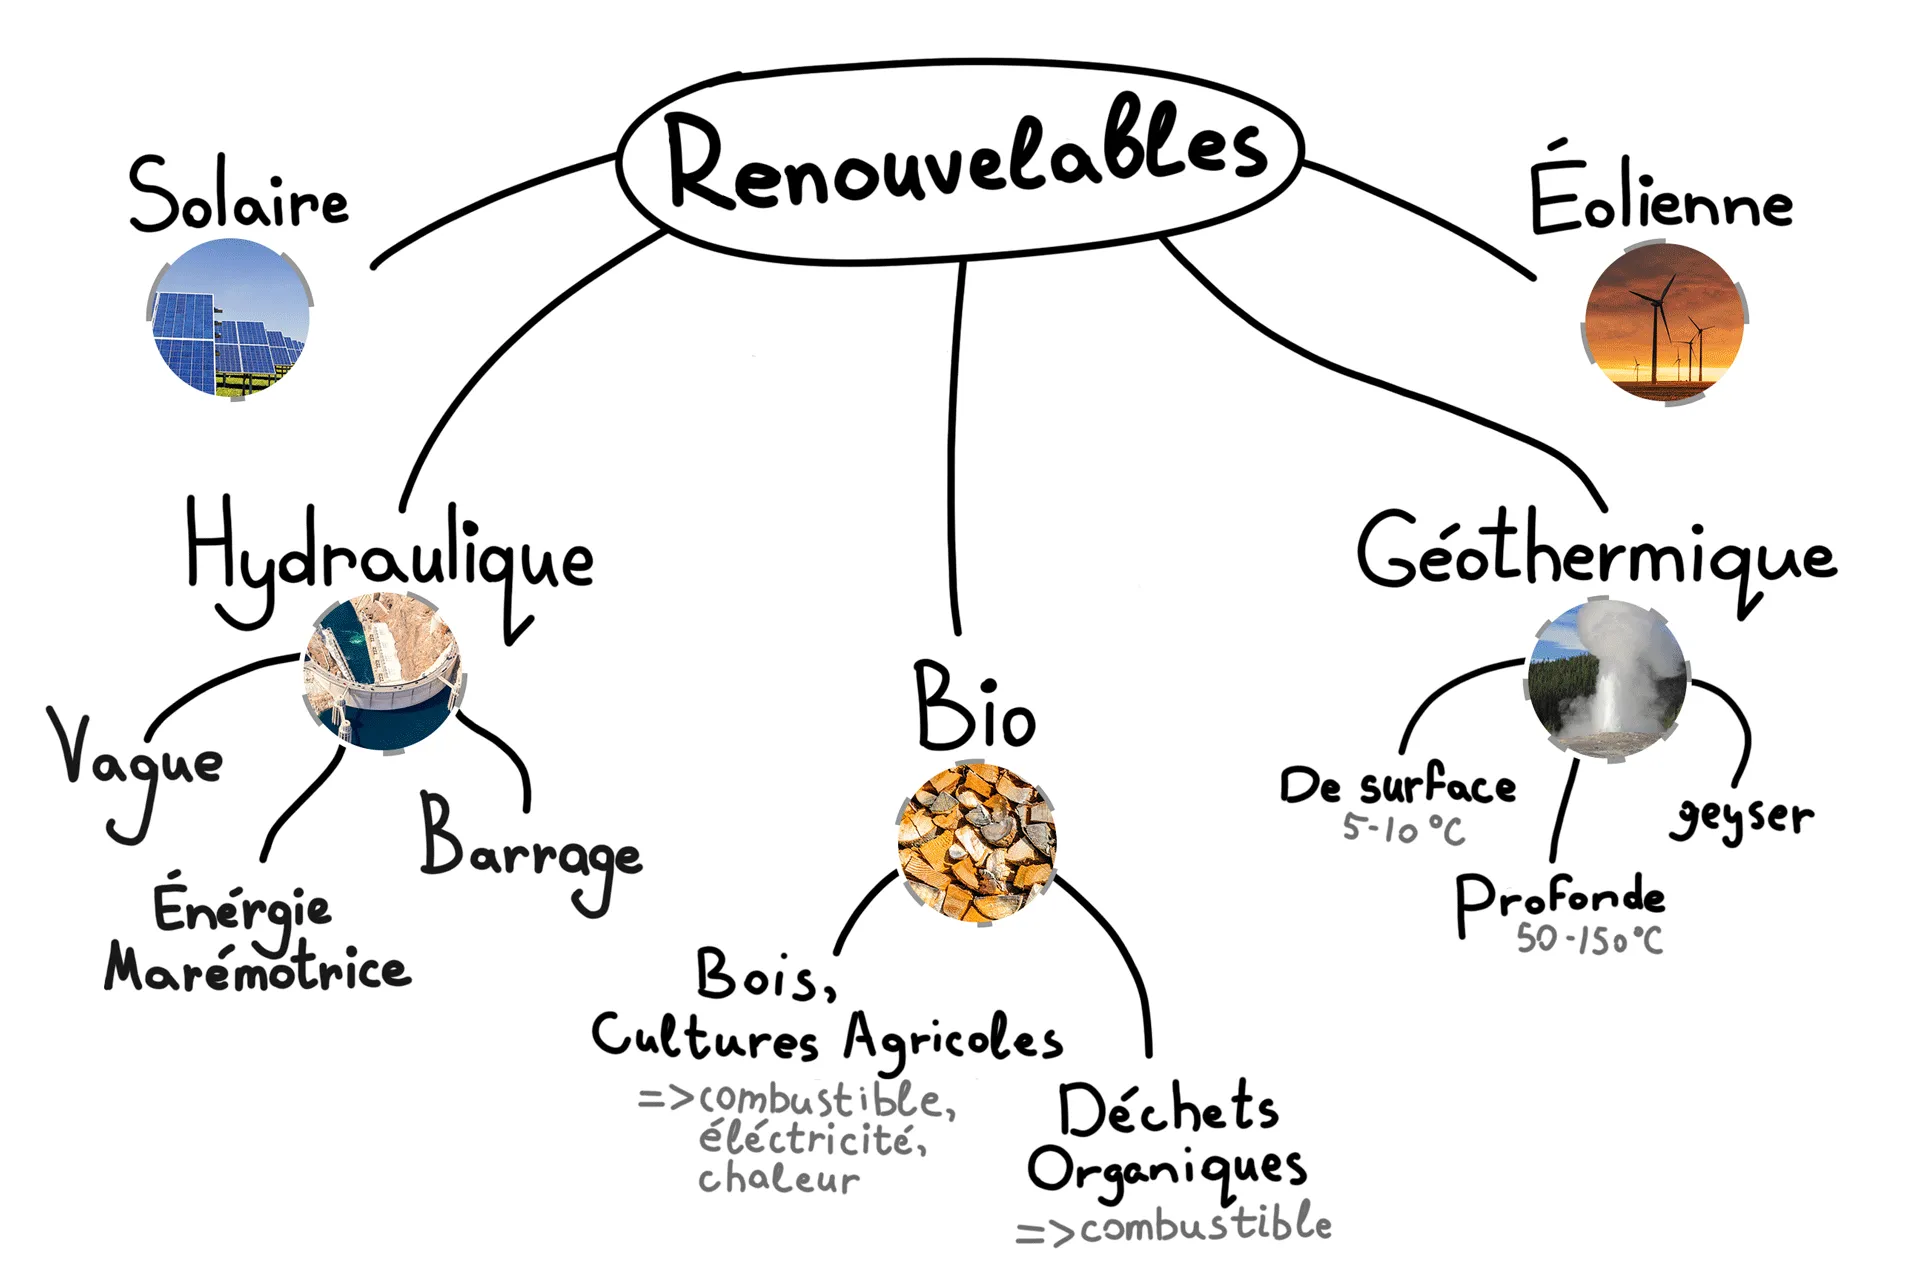 Renouvelables
Solaire
Éolienne
Hydraulique
Géothermique
Vague
Énérgie
Marémotrice
Barrage
Bio
De surface
5-10°C
Profonde
50-150°C
geyser
Bois,
Cultures Agricoles
=>combustible,
éléctricité,
chaleur
Déchets
Organiques
=>combustible